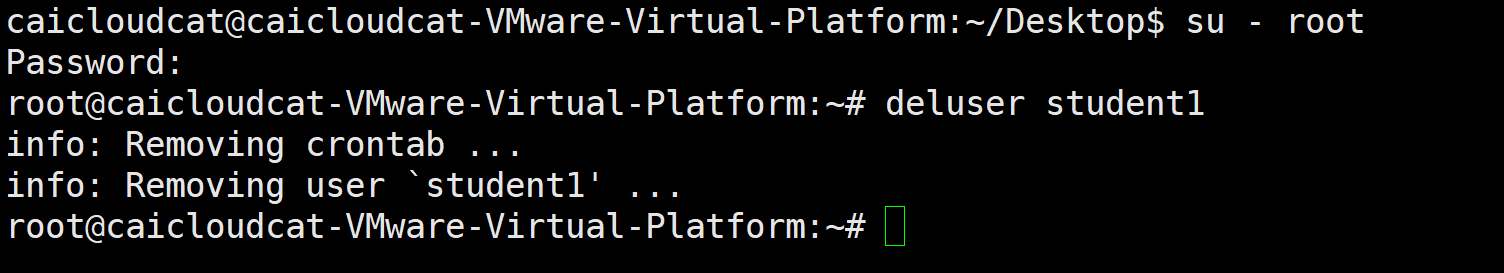 caicloudcat@caicloudcat-VMware-Virtual-Platform:~/Desktop$ su - root
Password:
root@caicloudcat-VMware-Virtual-Platform:~# deluser student1
info: Removing crontab ...
info: Removing user `student1' ...
root@caicloudcat-VMware-Virtual-Platform:~#